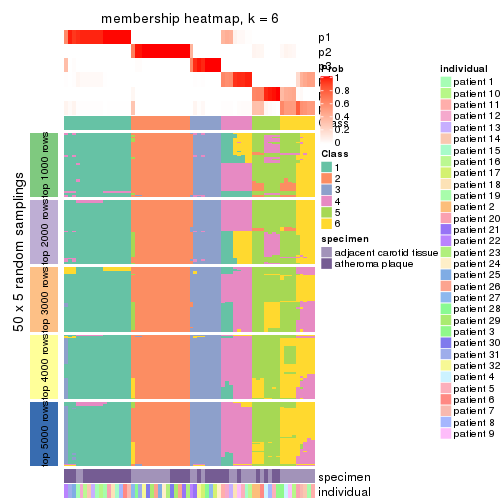 membership heatmap, k = 6
p1
p2
p3
Prob
1
0.8
0.6
0.4
0.2
0
Class
1
2
3
4
5
6
specimen
adjacent carotid tissue
atheroma plaque
50 x 5 random samplings
top 1000 rows
top 2000 rows
top 3000 rows
top 4000 rows
top 5000 rows
specimen
individual
individual
patient 1
patient 10
patient 11
patient 12
patient 13
patient 14
patient 15
patient 16
patient 17
patient 18
patient 19
patient 2
patient 20
patient 21
patient 22
patient 23
patient 24
patient 25
patient 26
patient 27
patient 28
patient 29
patient 3
patient 30
patient 31
patient 32
patient 4
patient 5
patient 6
patient 7
patient 8
patient 9